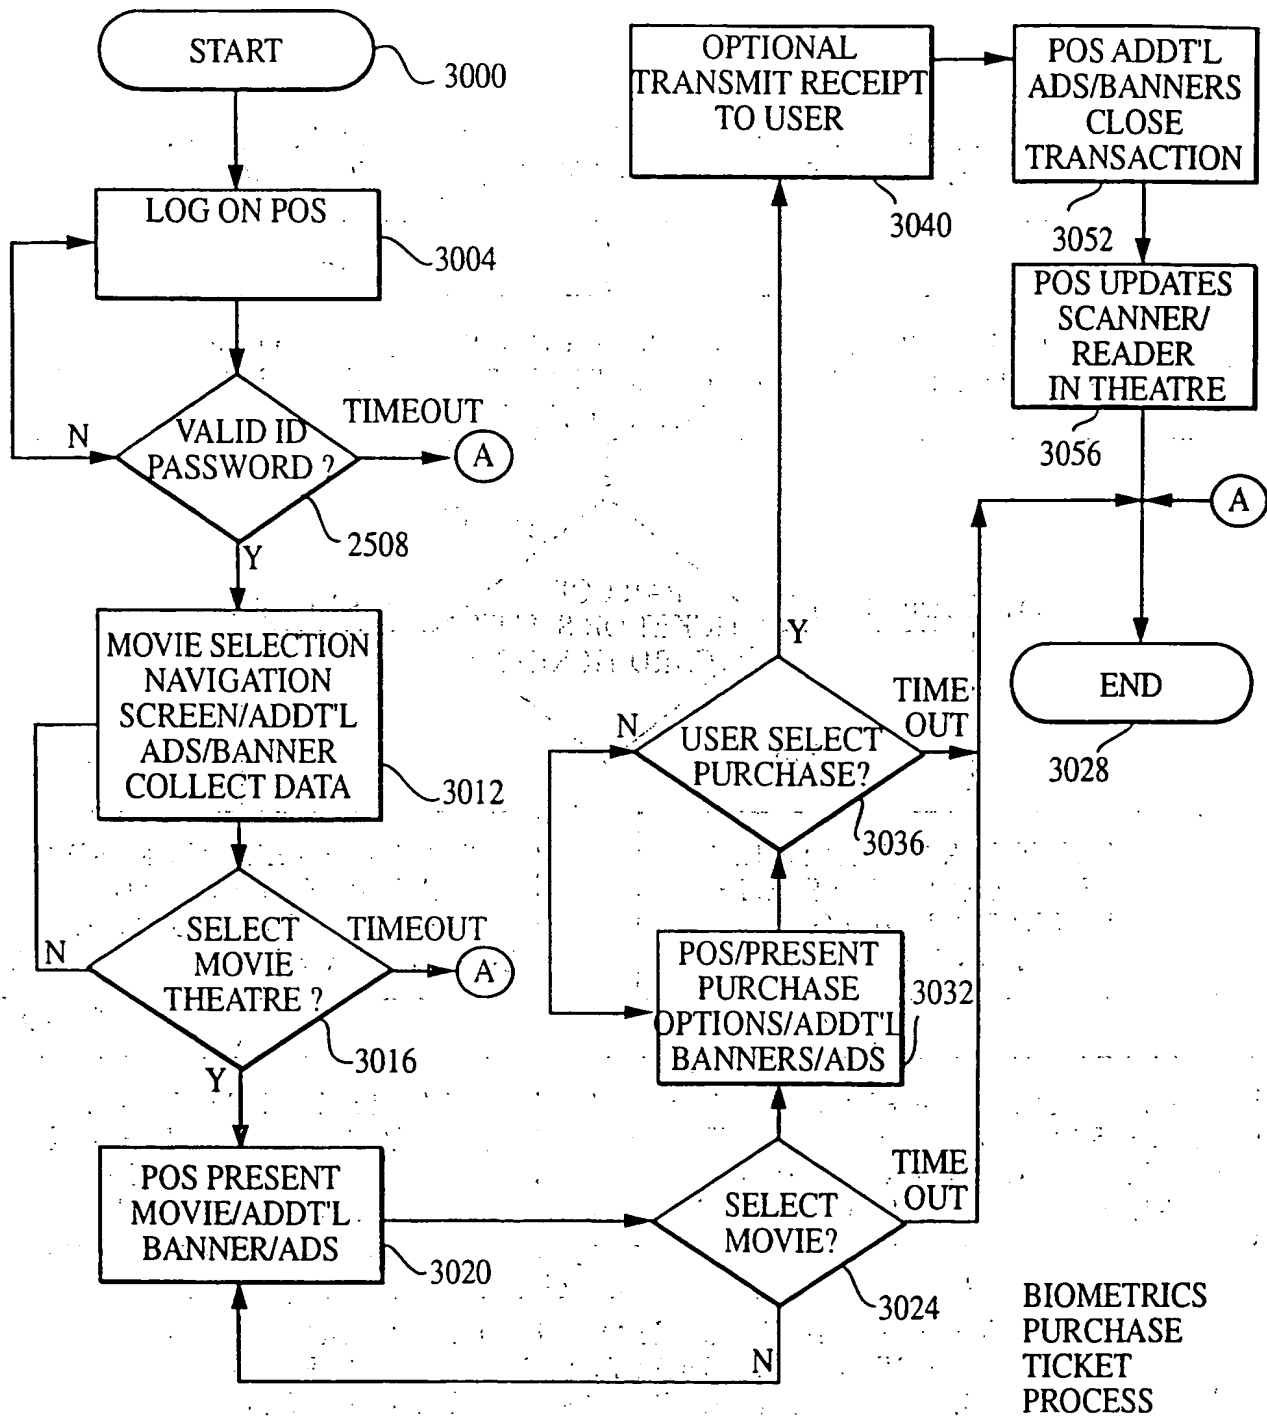 START
3000
LOG ON POS
3004
N
VALID ID
PASSWORD ?
TIMEOUT
A
2508
Y
MOVIE SELECTION
NAVIGATION
SCREEN/ADDT'L
ADS/BANNER
COLLECT DATA
3012
N
SELECT
MOVIE
THEATRE ?
TIMEOUT
A
3016
Y
POS PRESENT
MOVIE/ADDT'L
BANNER/ADS
3020
SELECT
MOVIE?
TIME
OUT
3024
N
POS/PRESENT
PURCHASE
OPTIONS/ADDT'L
BANNERS/ADS
3032
N
USER SELECT
PURCHASE?
TIME
OUT
3036
Y
OPTIONAL
TRANSMIT RECEIPT
TO USER
3040
POS ADDT'L
ADS/BANNERS
CLOSE
TRANSACTION
3052
POS UPDATES
SCANNER/
READER
IN THEATRE
3056
A
END
3028
BIOMETRICS
PURCHASE
TICKET
PROCESS